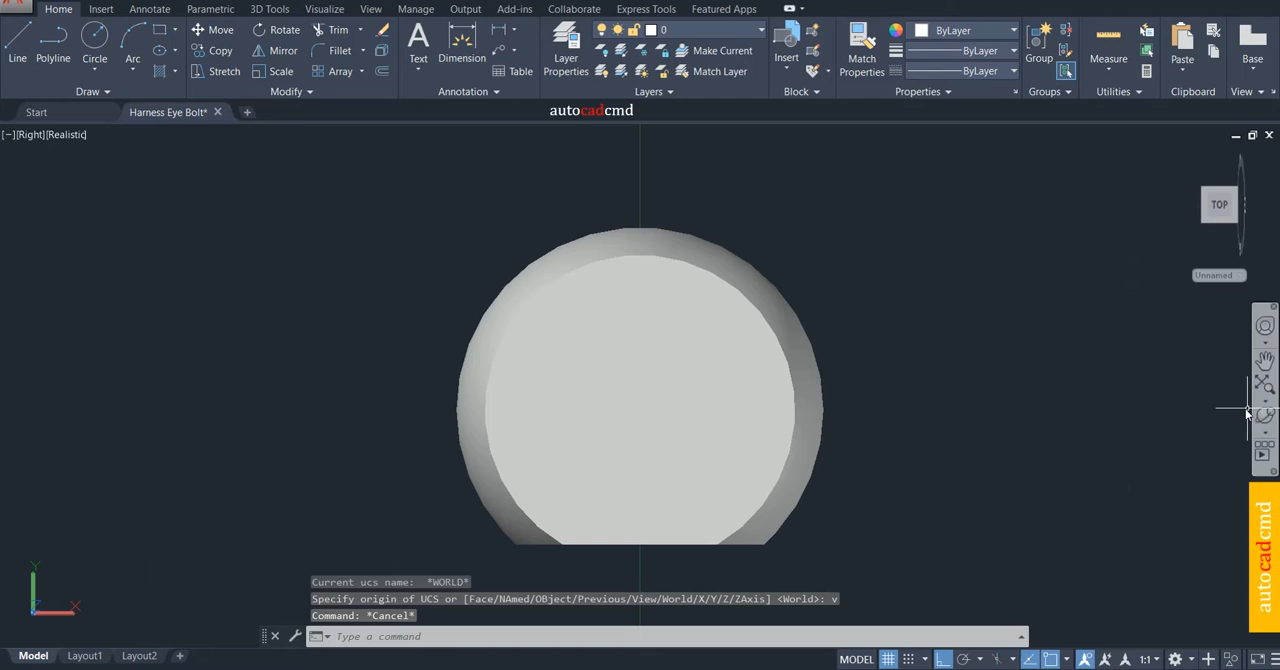 Home Insert Annotate Parametric 3D Tools Visualize View Manage Output Add-ins Collaborate Express Tools Featured Apps
Line Polyline Circle Arc
Move Rotate Trim
Copy Mirror Fillet
Stretch Scale Array
Text Dimension Table
Layer Properties
0
Make Current
Match Layer
Insert
Match Properties
ByLayer
ByLayer
ByLayer
Group
Measure
Paste
Base
Draw Modify Annotation Layers Block Properties Groups Utilities Clipboard View
Start Harness Eye Bolt* autocadcmd
[−][Right][Realistic]
TOP
Unnamed
autocadcmd
Y
X
Current ucs name: *WORLD*
Specify origin of UCS or [Face/NAmed/OBject/Previous/View/World/X/Y/Z/ZAxis] <World>: v
Command: *Cancel*
Type a command
Model Layout1 Layout2 + MODEL 1:1